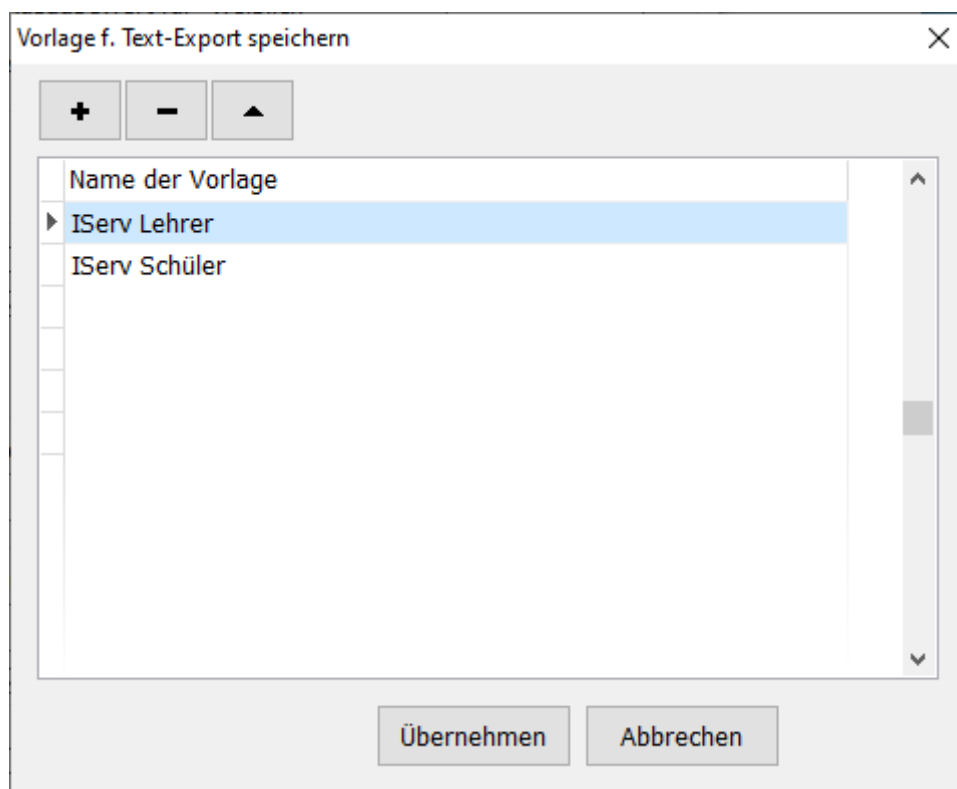 Vorlage f. Text-Export speichern
Name der Vorlage
IServ Lehrer
IServ Schüler
Übernehmen
Abbrechen